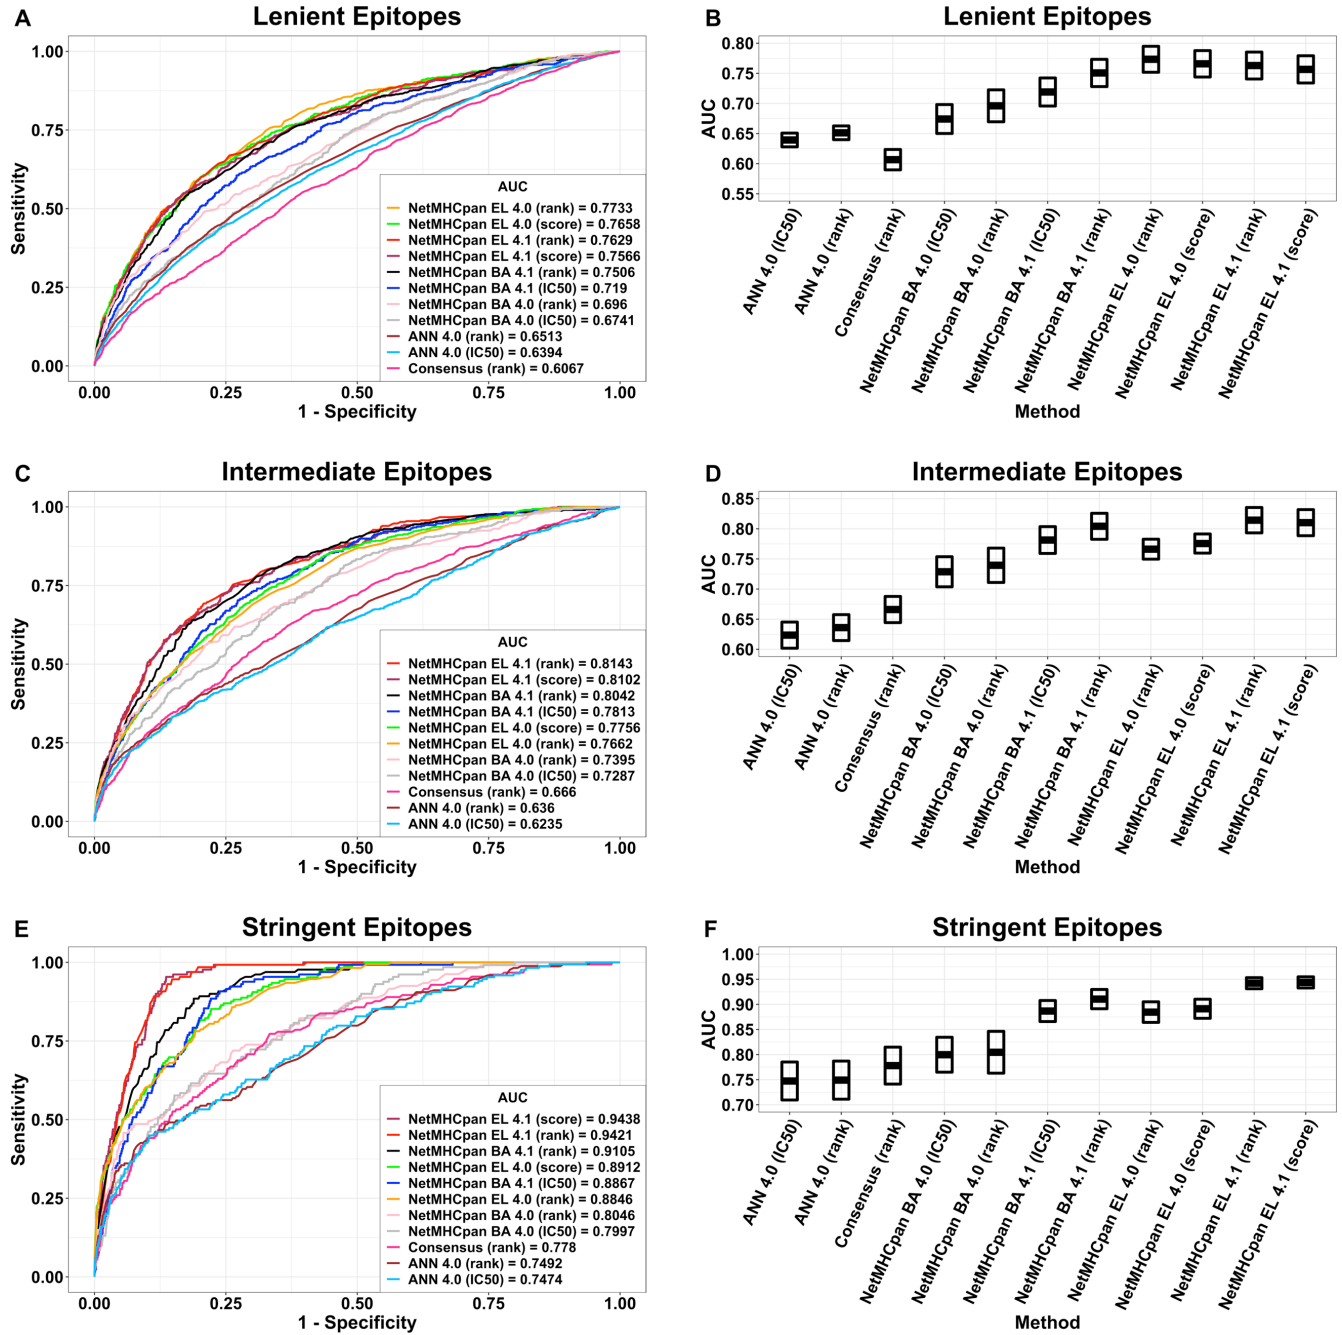 A
Lenient Epitopes
1.00
0.75
0.50
0.25
0.00
Sensitivity
AUC
NetMHCpan EL 4.0 (rank) = 0.7733
NetMHCpan EL 4.0 (score) = 0.7658
NetMHCpan EL 4.1 (rank) = 0.7629
NetMHCpan EL 4.1 (score) = 0.7566
NetMHCpan BA 4.1 (rank) = 0.7506
NetMHCpan BA 4.1 (IC50) = 0.719
NetMHCpan BA 4.0 (rank) = 0.696
NetMHCpan BA 4.0 (IC50) = 0.6741
ANN 4.0 (rank) = 0.6513
ANN 4.0 (IC50) = 0.6394
Consensus (rank) = 0.6067
0.00 0.25 0.50 0.75 1.00
1 - Specificity
B
Lenient Epitopes
0.80
0.75
0.70
0.65
0.60
0.55
AUC
ANN 4.0 (IC50)
ANN 4.0 (rank)
Consensus (rank)
NetMHCpan BA 4.0 (IC50)
NetMHCpan BA 4.0 (rank)
NetMHCpan BA 4.1 (IC50)
NetMHCpan BA 4.1 (rank)
NetMHCpan EL 4.0 (rank)
NetMHCpan EL 4.0 (score)
NetMHCpan EL 4.1 (rank)
NetMHCpan EL 4.1 (score)
Method
C
Intermediate Epitopes
1.00
0.75
0.50
0.25
0.00
Sensitivity
AUC
NetMHCpan EL 4.1 (rank) = 0.8143
NetMHCpan EL 4.1 (score) = 0.8102
NetMHCpan BA 4.1 (rank) = 0.8042
NetMHCpan BA 4.1 (IC50) = 0.7813
NetMHCpan EL 4.0 (score) = 0.7756
NetMHCpan EL 4.0 (rank) = 0.7662
NetMHCpan BA 4.0 (rank) = 0.7395
NetMHCpan BA 4.0 (IC50) = 0.7287
Consensus (rank) = 0.666
ANN 4.0 (rank) = 0.636
ANN 4.0 (IC50) = 0.6235
0.00 0.25 0.50 0.75 1.00
1 - Specificity
D
Intermediate Epitopes
0.85
0.80
0.75
0.70
0.65
0.60
AUC
ANN 4.0 (IC50)
ANN 4.0 (rank)
Consensus (rank)
NetMHCpan BA 4.0 (IC50)
NetMHCpan BA 4.0 (rank)
NetMHCpan BA 4.1 (IC50)
NetMHCpan BA 4.1 (rank)
NetMHCpan EL 4.0 (rank)
NetMHCpan EL 4.0 (score)
NetMHCpan EL 4.1 (rank)
NetMHCpan EL 4.1 (score)
Method
E
Stringent Epitopes
1.00
0.75
0.50
0.25
0.00
Sensitivity
AUC
NetMHCpan EL 4.1 (score) = 0.9438
NetMHCpan EL 4.1 (rank) = 0.9421
NetMHCpan BA 4.1 (rank) = 0.9105
NetMHCpan EL 4.0 (score) = 0.8912
NetMHCpan BA 4.1 (IC50) = 0.8867
NetMHCpan EL 4.0 (rank) = 0.8846
NetMHCpan BA 4.0 (rank) = 0.8046
NetMHCpan BA 4.0 (IC50) = 0.7997
Consensus (rank) = 0.778
ANN 4.0 (rank) = 0.7492
ANN 4.0 (IC50) = 0.7474
0.00 0.25 0.50 0.75 1.00
1 - Specificity
F
Stringent Epitopes
1.00
0.95
0.90
0.85
0.80
0.75
0.70
AUC
ANN 4.0 (IC50)
ANN 4.0 (rank)
Consensus (rank)
NetMHCpan BA 4.0 (IC50)
NetMHCpan BA 4.0 (rank)
NetMHCpan BA 4.1 (IC50)
NetMHCpan BA 4.1 (rank)
NetMHCpan EL 4.0 (rank)
NetMHCpan EL 4.0 (score)
NetMHCpan EL 4.1 (rank)
NetMHCpan EL 4.1 (score)
Method